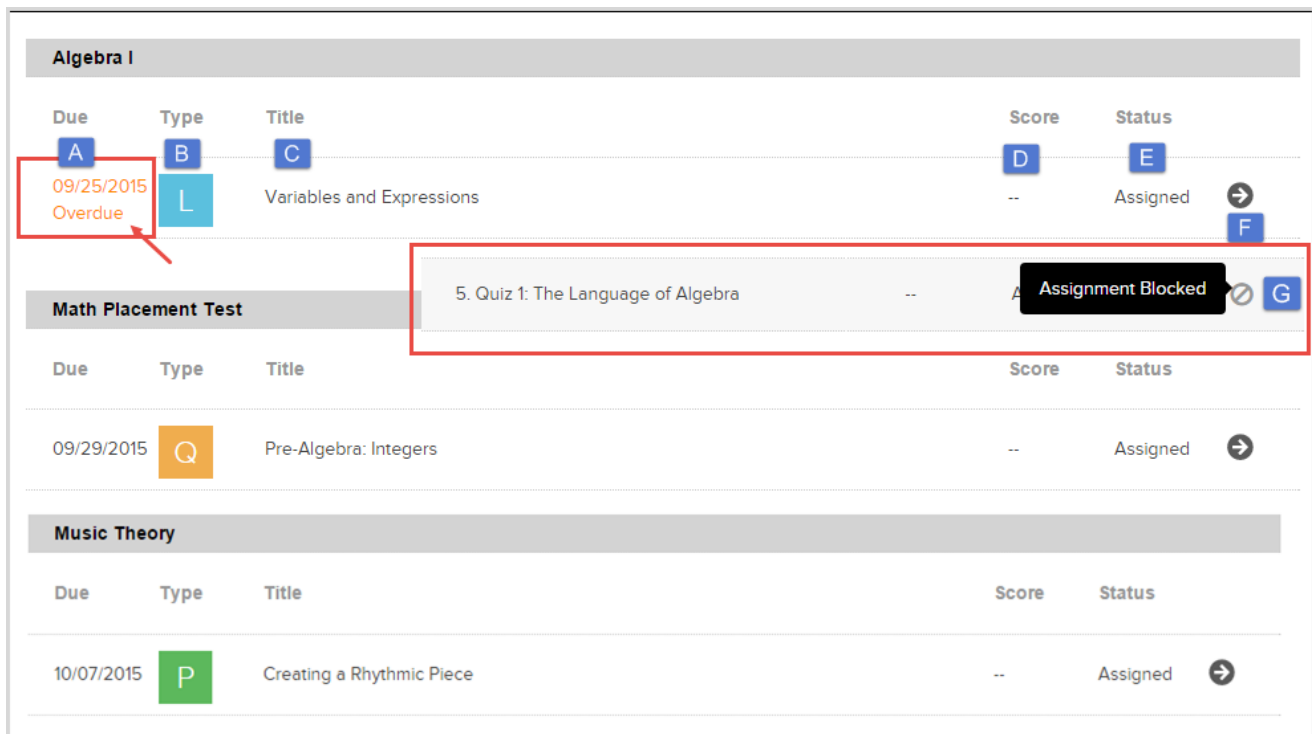 Algebra I
Due Type Title Score Status
A B C D E
09/25/2015
Overdue
L Variables and Expressions -- Assigned
F
5. Quiz 1: The Language of Algebra -- A Assignment Blocked G
Math Placement Test
Due Type Title Score Status
09/29/2015 Q Pre-Algebra: Integers -- Assigned
Music Theory
Due Type Title Score Status
10/07/2015 P Creating a Rhythmic Piece -- Assigned